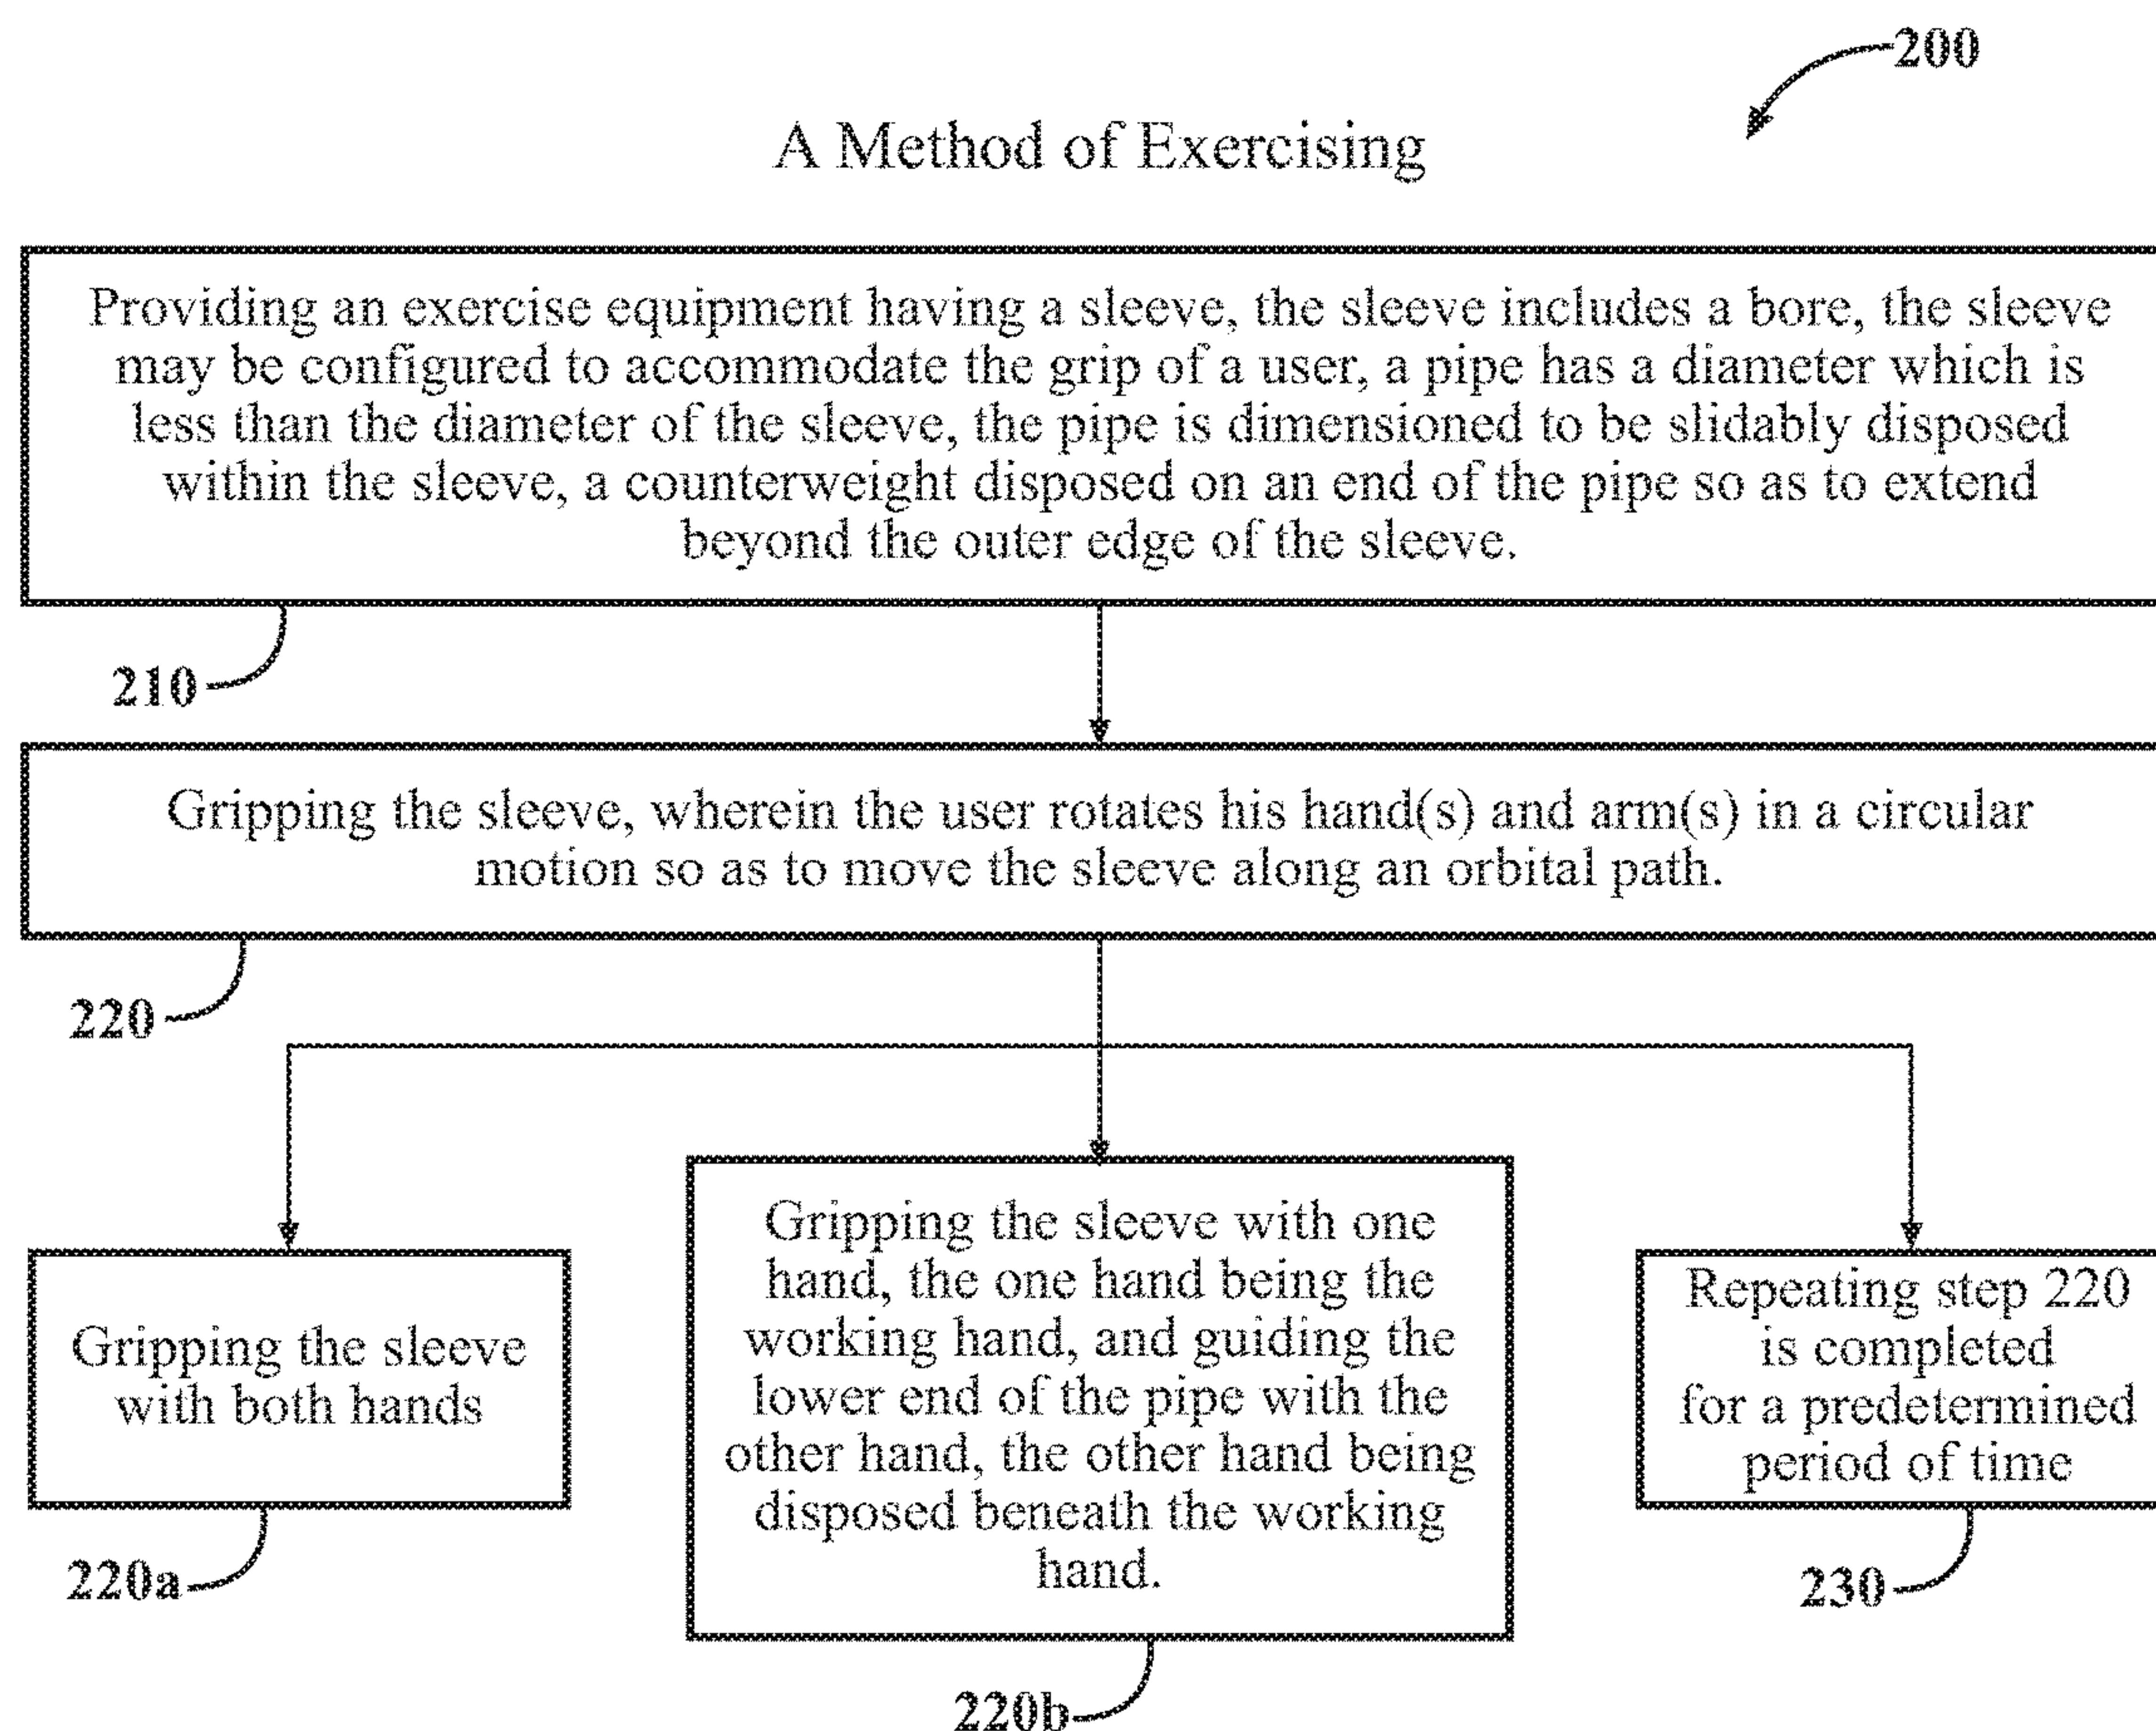 200
A Method of Exercising
Providing an exercise equipment having a sleeve, the sleeve includes a bore, the sleeve
may be configured to accommodate the grip of a user, a pipe has a diameter which is
less than the diameter of the sleeve, the pipe is dimensioned to be slidably disposed
within the sleeve, a counterweight disposed on an end of the pipe so as to extend
beyond the outer edge of the sleeve.
210
Gripping the sleeve, wherein the user rotates his hand(s) and arm(s) in a circular
motion so as to move the sleeve along an orbital path.
220
Gripping the sleeve
with both hands
220a
Gripping the sleeve with one
hand, the one hand being the
working hand, and guiding the
lower end of the pipe with the
other hand, the other hand being
disposed beneath the working
hand.
220b
Repeating step 220
is completed
for a predetermined
period of time
230